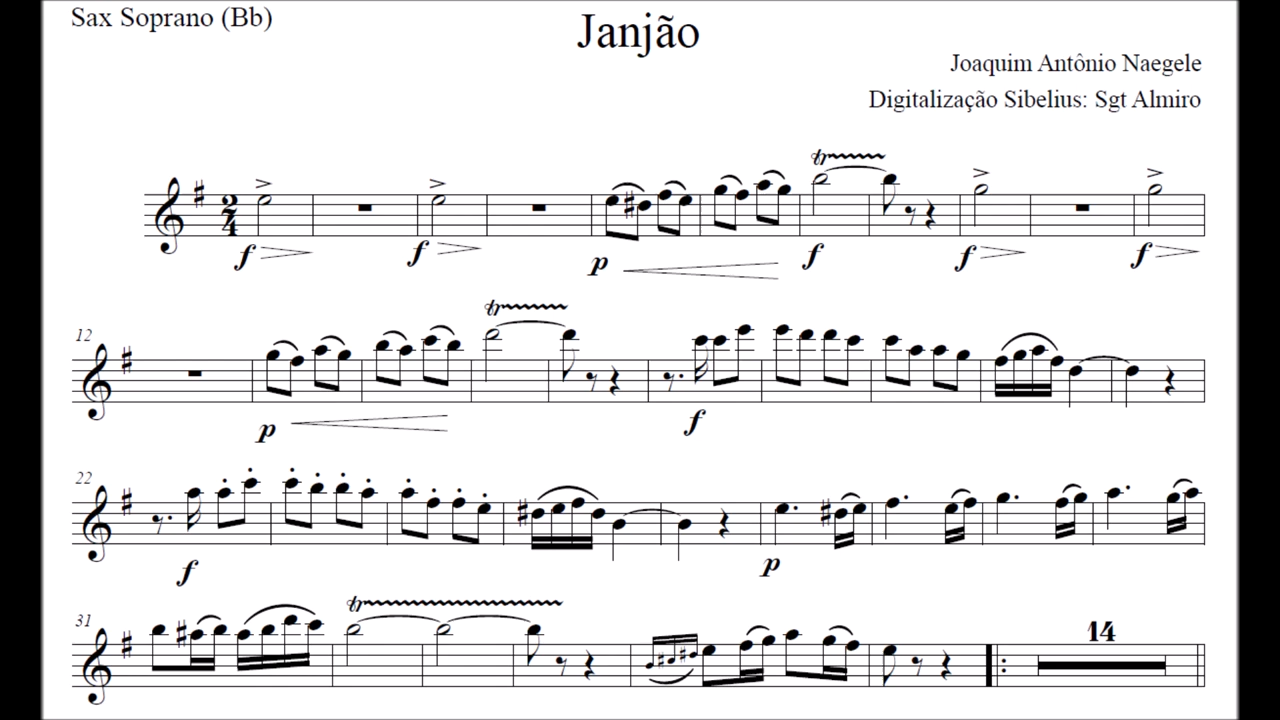 Sax Soprano (Bb)
Janjão
Joaquim Antônio Naegele
Digitalização Sibelius: Sgt Almiro
tr
2
4
f f p f f f
12
tr
p f
22
f p
31
tr
14